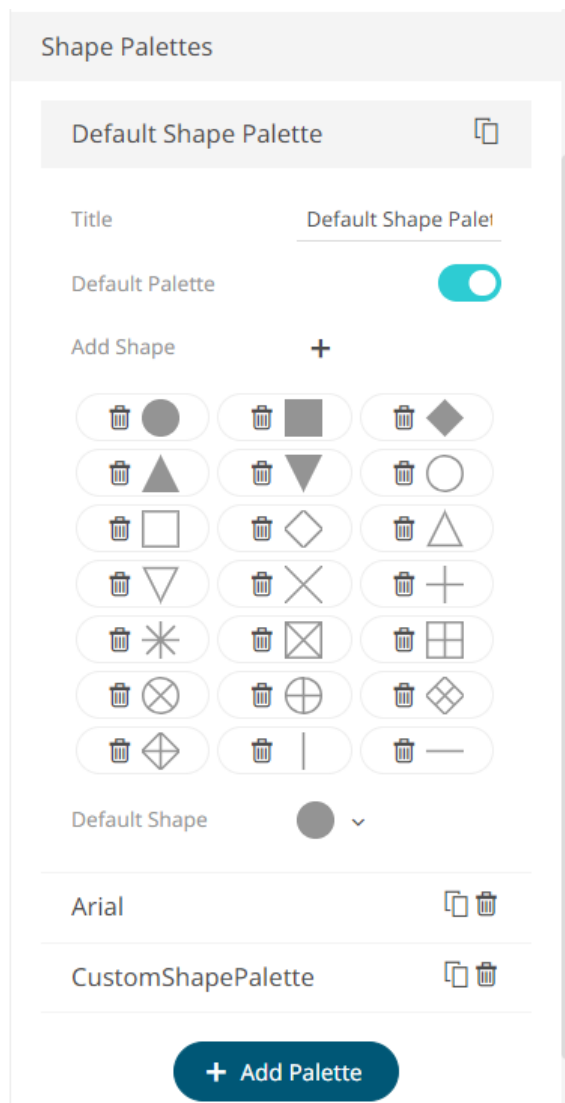 Shape Palettes
Default Shape Palette
Title Default Shape Palet
Default Palette
Add Shape +
Default Shape
Arial
CustomShapePalette
+ Add Palette